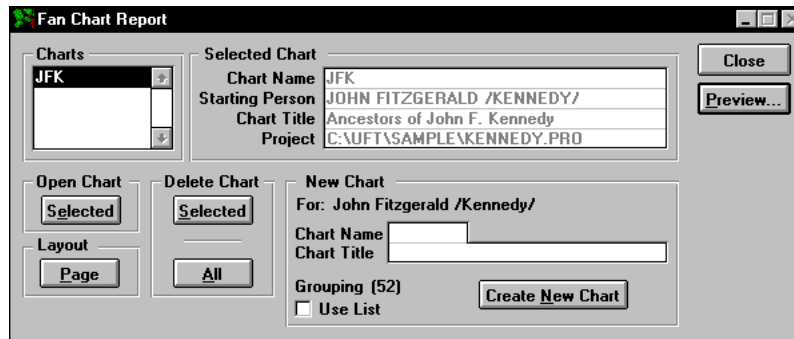 Fan Chart Report
Charts
JFK
Selected Chart
Chart Name JFK
Starting Person JOHN FITZGERALD /KENNEDY/
Chart Title Ancestors of John F. Kennedy
Project C:\UFT\SAMPLE\KENNEDY.PRO
Close
Preview...
Open Chart
Selected
Layout
Page
Delete Chart
Selected
All
New Chart
For: John Fitzgerald /Kennedy/
Chart Name
Chart Title
Grouping (52)
Use List
Create New Chart